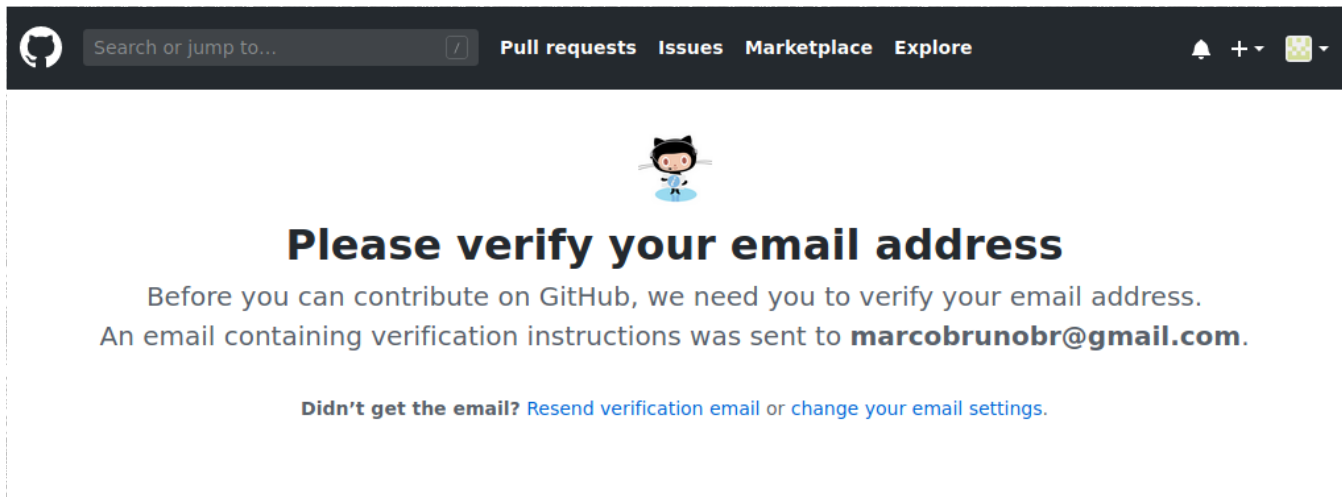 Search or jump to... / Pull requests Issues Marketplace Explore
Please verify your email address
Before you can contribute on GitHub, we need you to verify your email address.
An email containing verification instructions was sent to marcobrunobr@gmail.com.
Didn’t get the email? Resend verification email or change your email settings.